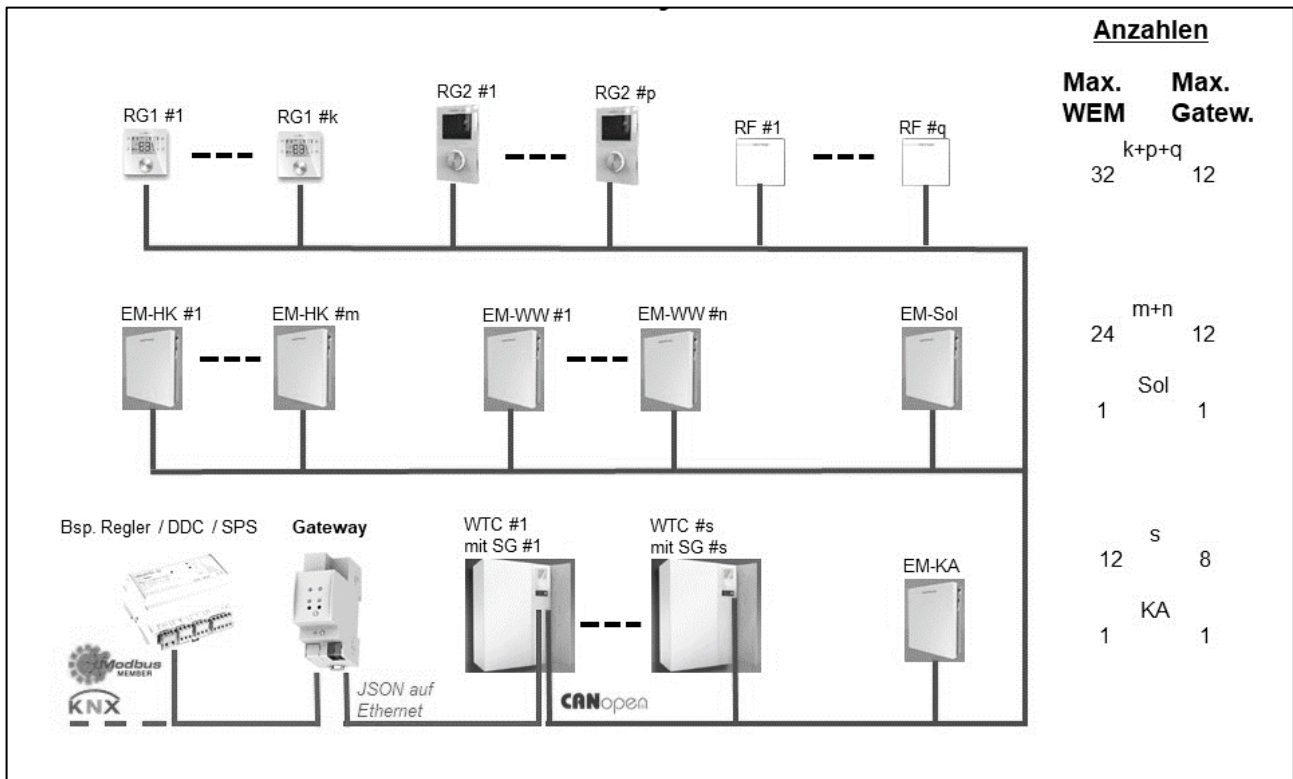 Anzahlen
Max. WEM
Max. Gatew.
RG1 #1
RG1 #k
RG2 #1
RG2 #p
RF #1
RF #q
k+p+q
32
12
EM-HK #1
EM-HK #m
EM-WW #1
EM-WW #n
EM-Sol
m+n
24
12
Sol
1
1
Bsp. Regler / DDC / SPS
Gateway
WTC #1
mit SG #1
WTC #s
mit SG #s
EM-KA
s
12
8
KA
1
1
Modbus
MEMBER
KNX
JSON auf
Ethernet
CANopen